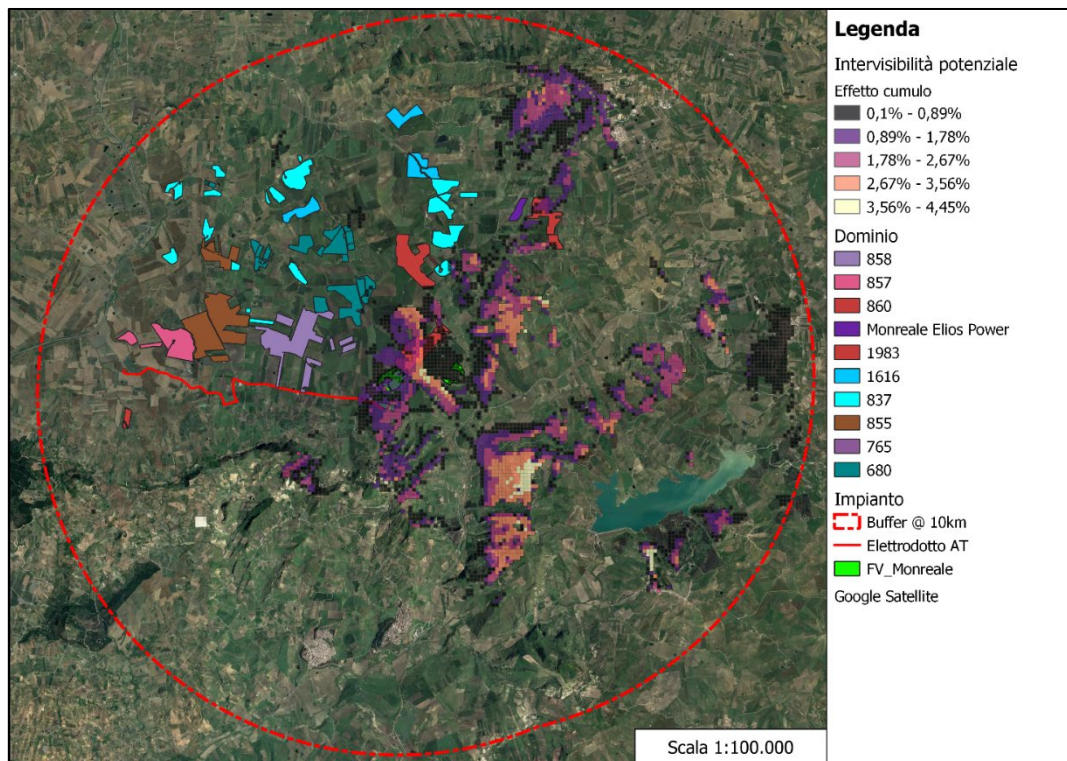 Legenda
Intervisibilità potenziale
Effetto cumulo
0,1% - 0,89%
0,89% - 1,78%
1,78% - 2,67%
2,67% - 3,56%
3,56% - 4,45%
Dominio
858
857
860
Monreale Elios Power
1983
1616
837
855
765
680
Impianto
Buffer @ 10km
Elettrodotto AT
FV_Monreale
Google Satellite
Scala 1:100.000